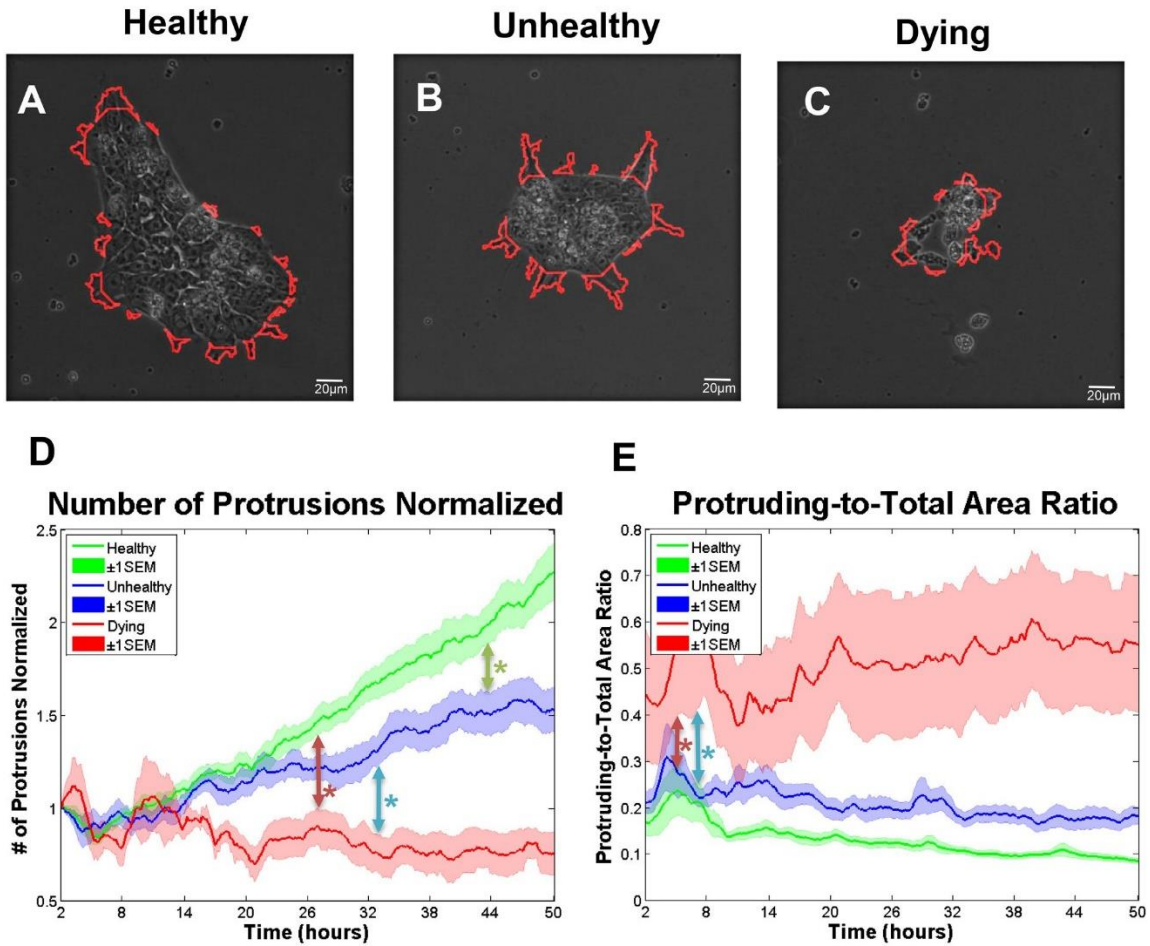 Healthy
Unhealthy
Dying
A
B
C
20μm
20μm
20μm
D
Number of Protrusions Normalized
# of Protrusions Normalized
2.5
2
1.5
1
0.5
Healthy
±1SEM
Unhealthy
±1SEM
Dying
±1SEM
*
*
*
2 8 14 20 26 32 38 44 50
Time (hours)
E
Protruding-to-Total Area Ratio
Protruding-to-Total Area Ratio
0.8
0.7
0.6
0.5
0.4
0.3
0.2
0.1
0
Healthy
±1SEM
Unhealthy
±1SEM
Dying
±1SEM
*
*
2 8 14 20 26 32 38 44 50
Time (hours)